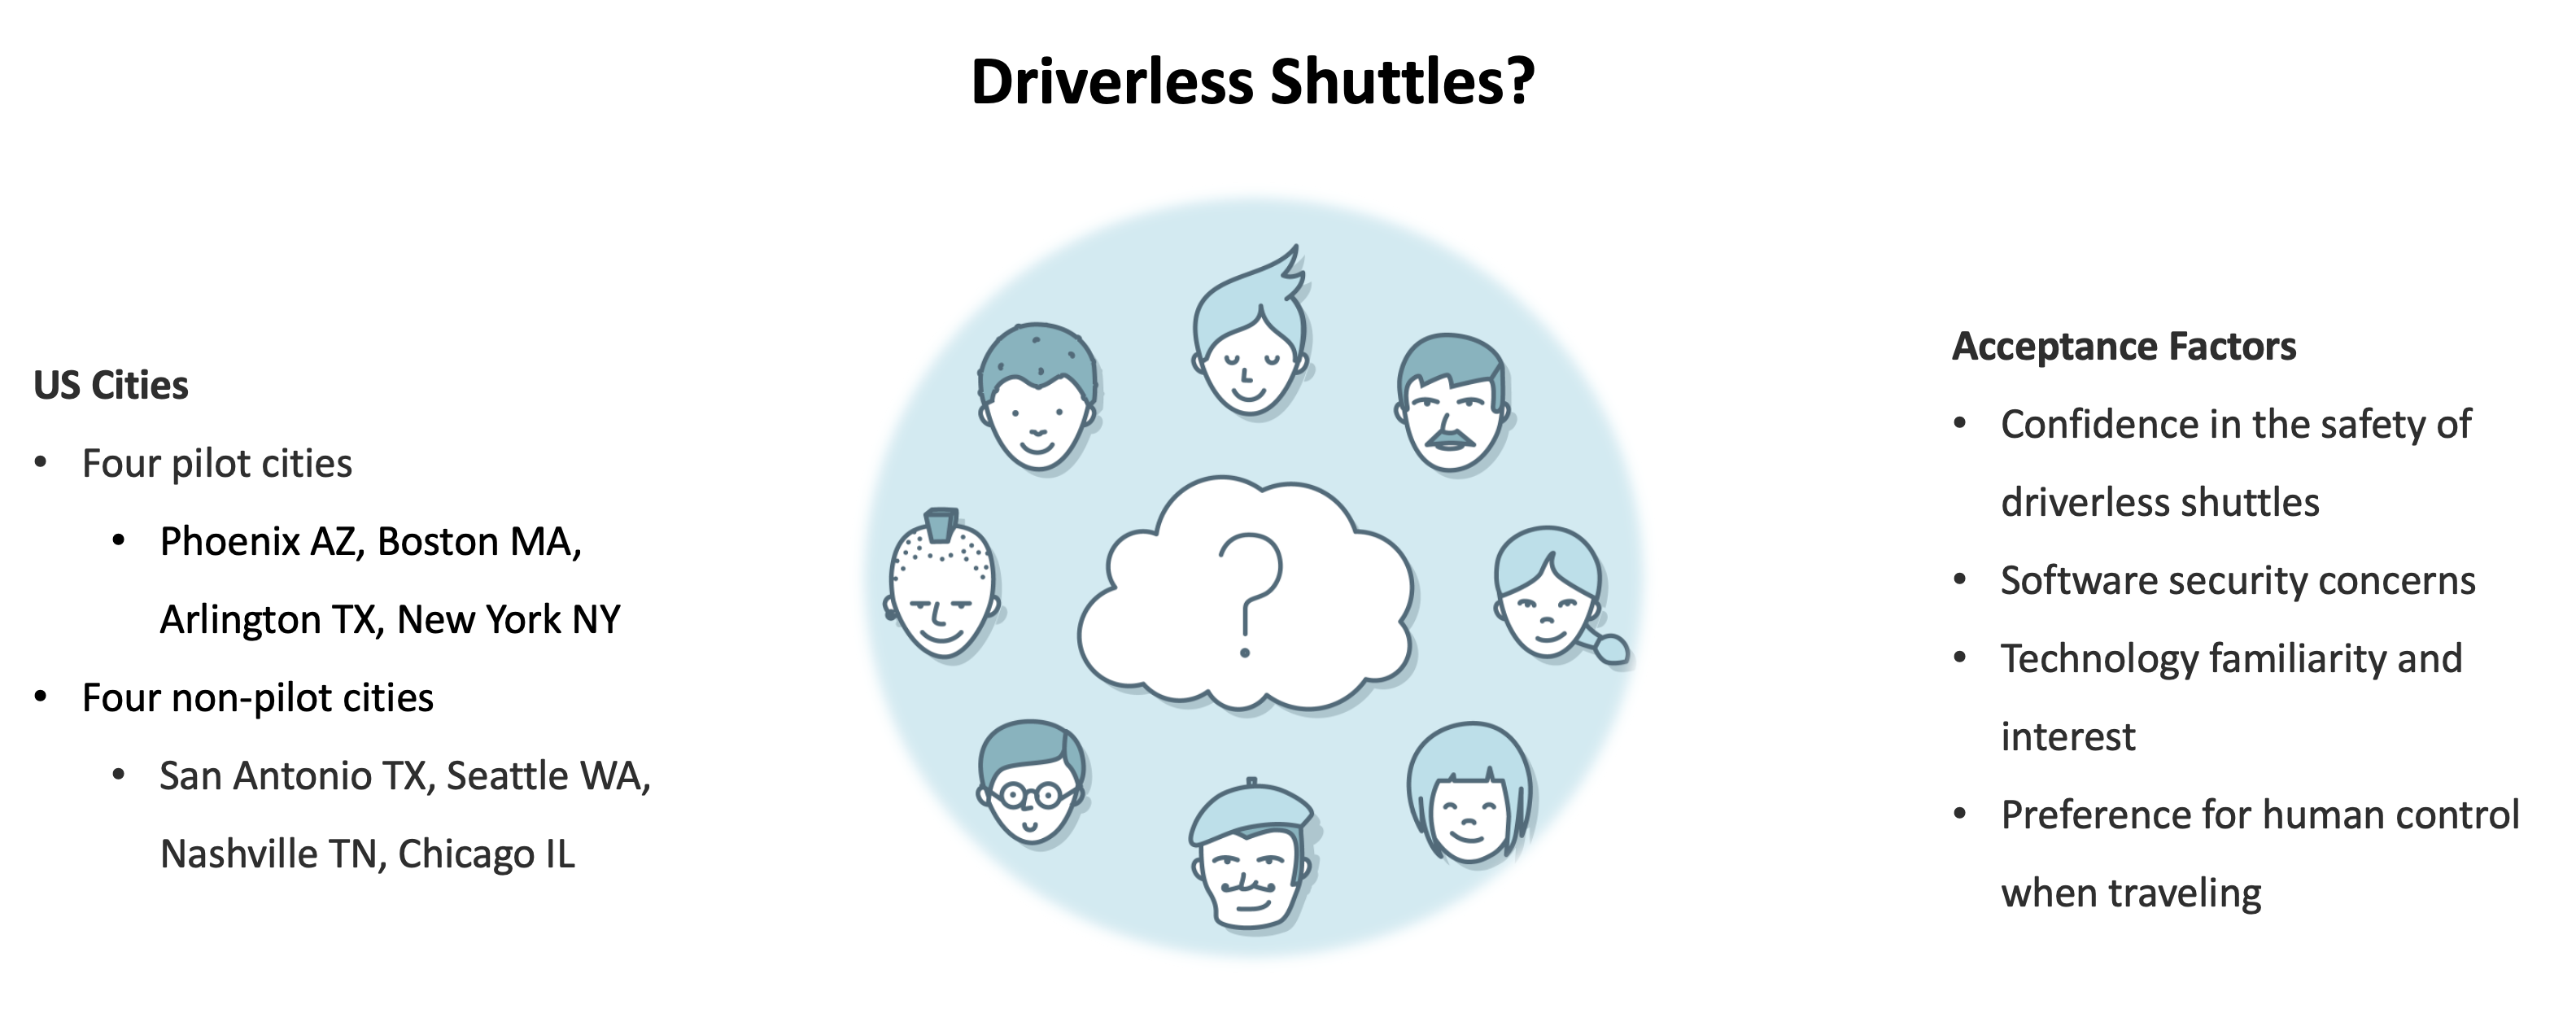 Driverless Shuttles?
US Cities
• Four pilot cities
• Phoenix AZ, Boston MA,
Arlington TX, New York NY
• Four non-pilot cities
• San Antonio TX, Seattle WA,
Nashville TN, Chicago IL
?
Acceptance Factors
• Confidence in the safety of
driverless shuttles
• Software security concerns
• Technology familiarity and
interest
• Preference for human control
when traveling